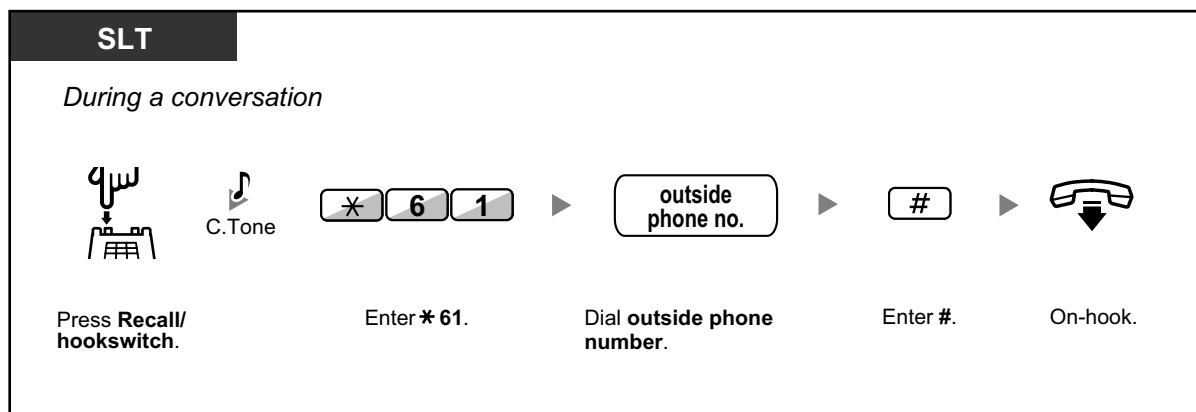 SLT
During a conversation
C.Tone
* 6 1
outside
phone no.
#
Press Recall/
hookswitch.
Enter * 61.
Dial outside phone
number.
Enter #.
On-hook.